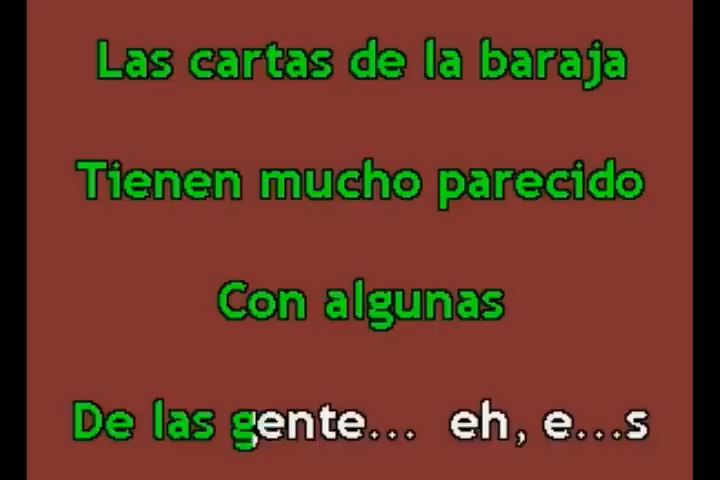 Las cartas de la baraja
Tienen mucho parecido
Con algunas
De las gente... eh, e...s